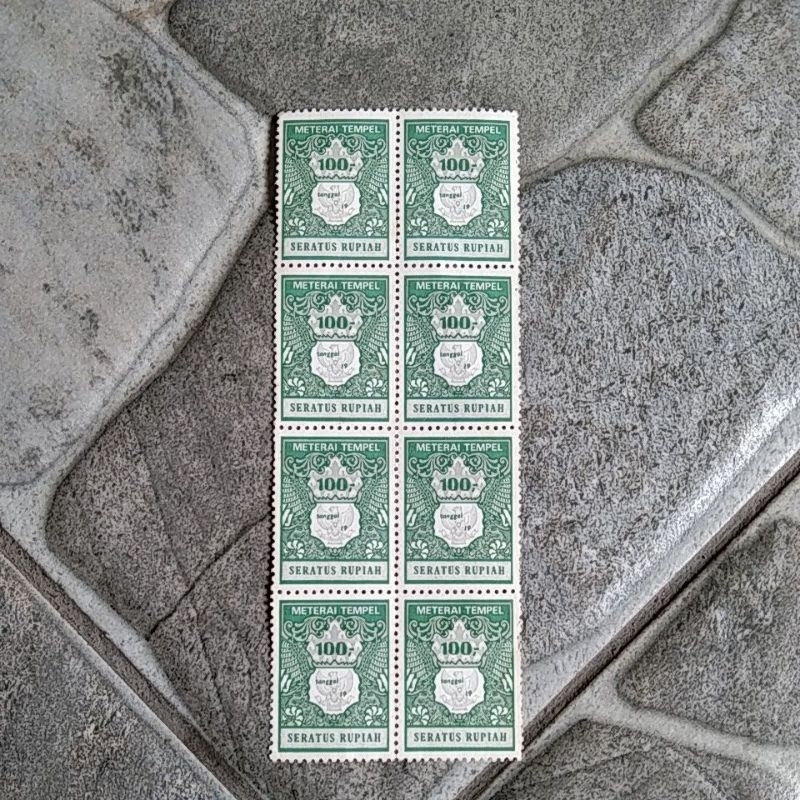 METERAI TEMPEL METERAI TEMPEL
100,- 100,-
tanggal tanggal
19 19
SERATUS RUPIAH SERATUS RUPIAH
METERAI TEMPEL METERAI TEMPEL
100,- 100,-
tanggal tanggal
19 19
SERATUS RUPIAH SERATUS RUPIAH
METERAI TEMPEL METERAI TEMPEL
100,- 100,-
tanggal tanggal
19 19
SERATUS RUPIAH SERATUS RUPIAH
METERAI TEMPEL METERAI TEMPEL
100,- 100,-
tanggal tanggal
19 19
SERATUS RUPIAH SERATUS RUPIAH